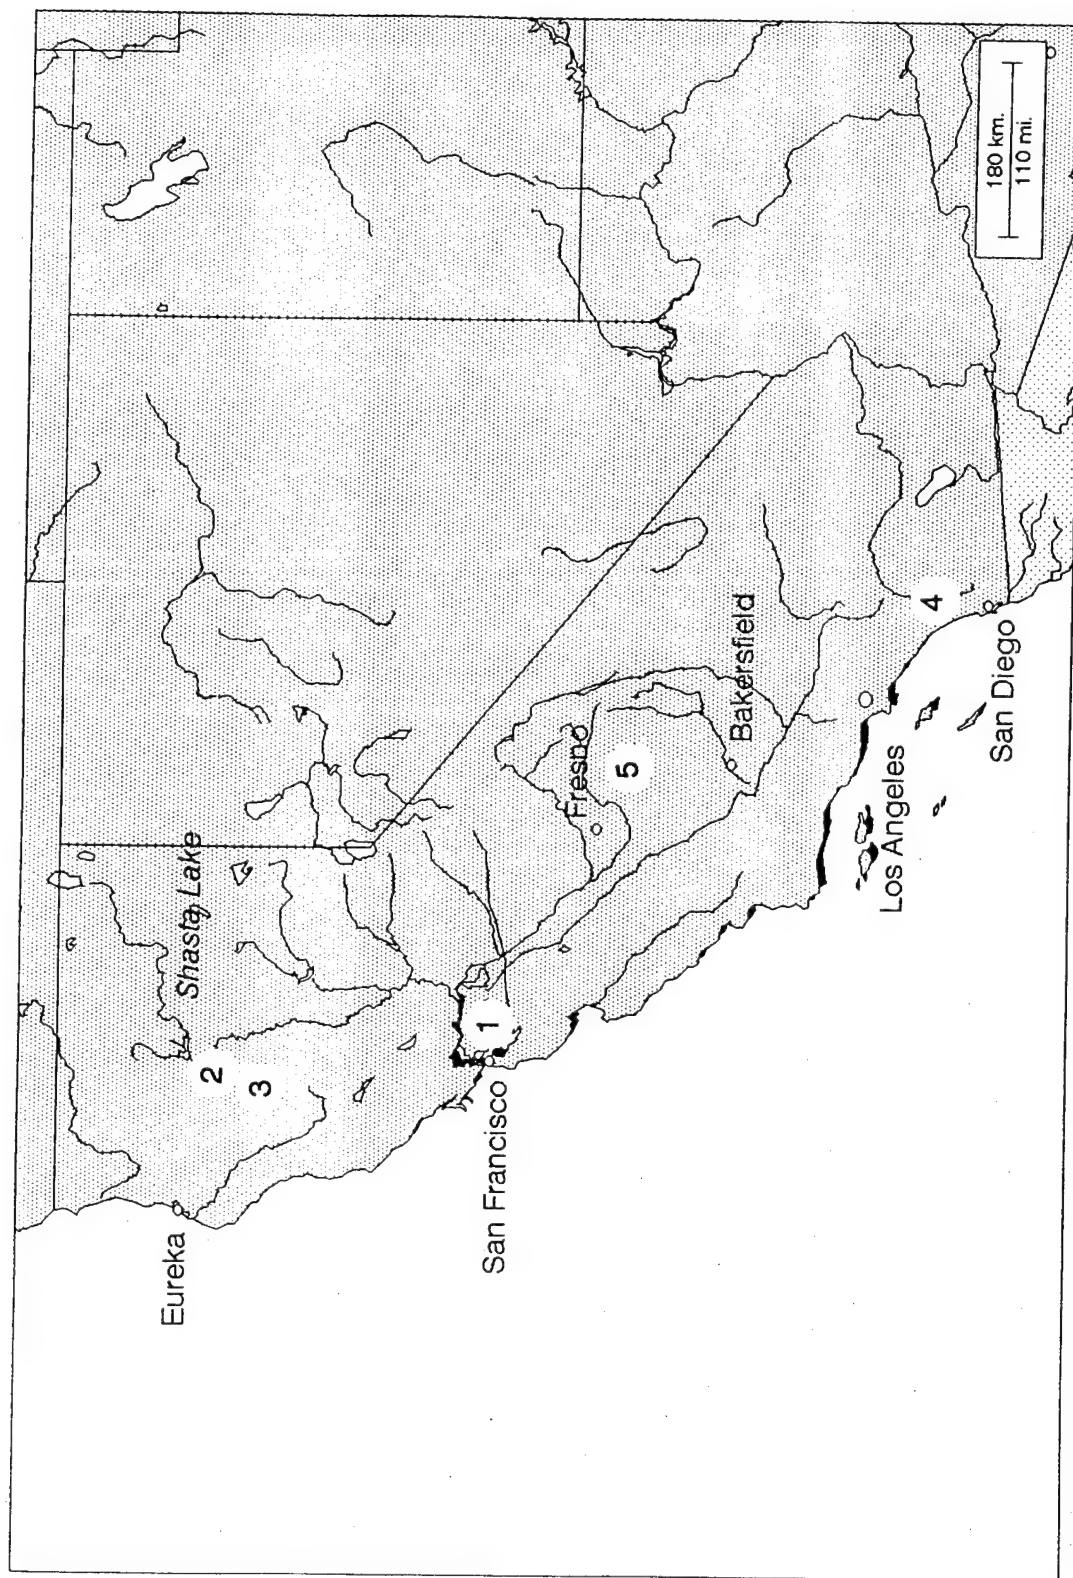 Eureka
Shasta Lake
2
3
San Francisco
1
Fresno
5
Bakersfield
Los Angeles
4
San Diego
180 km.
110 mi.